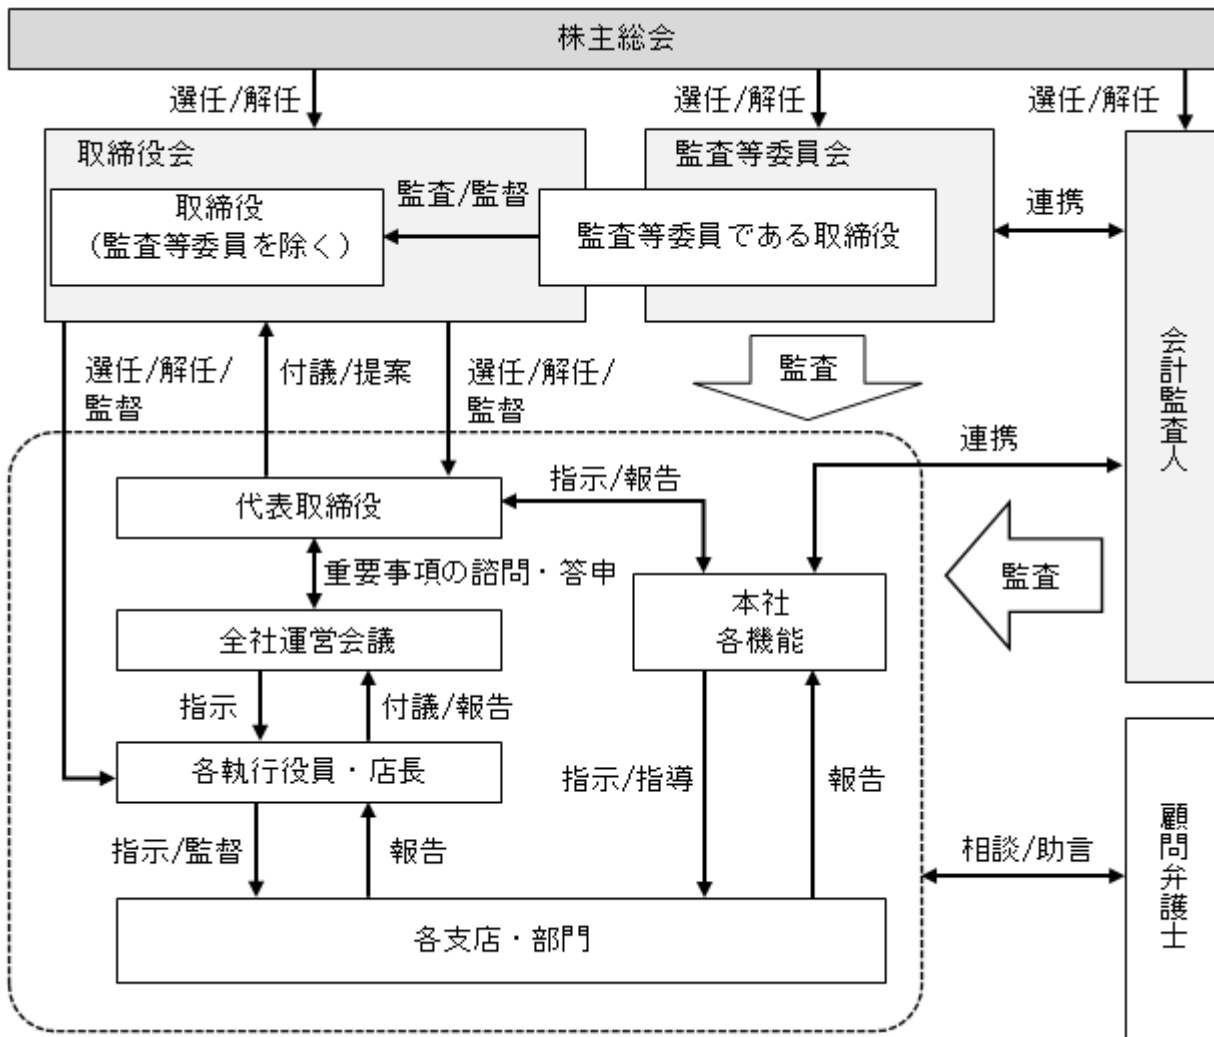 株主総会
選任/解任
選任/解任
選任/解任
取締役会
監査等委員会
取締役
（監査等委員を除く）
監査/監督
監査等委員である取締役
連携
会計監査人
選任/解任/
監督
付議/提案
選任/解任/
監督
監査
連携
代表取締役
指示/報告
重要事項の諮問・答申
監査
本社
各機能
全社運営会議
指示
付議/報告
各執行役員・店長
指示/指導
報告
指示/監督
報告
相談/助言
顧問弁護士
各支店・部門